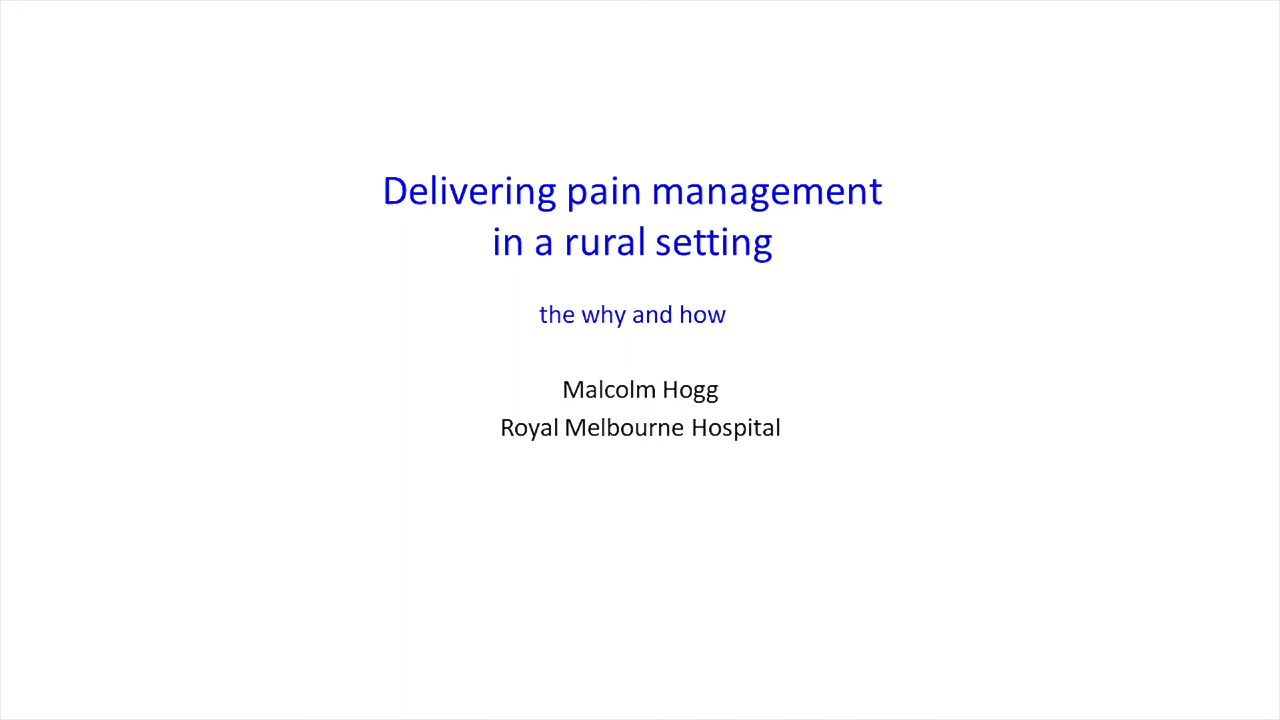 Delivering pain management
in a rural setting
the why and how
Malcolm Hogg
Royal Melbourne Hospital